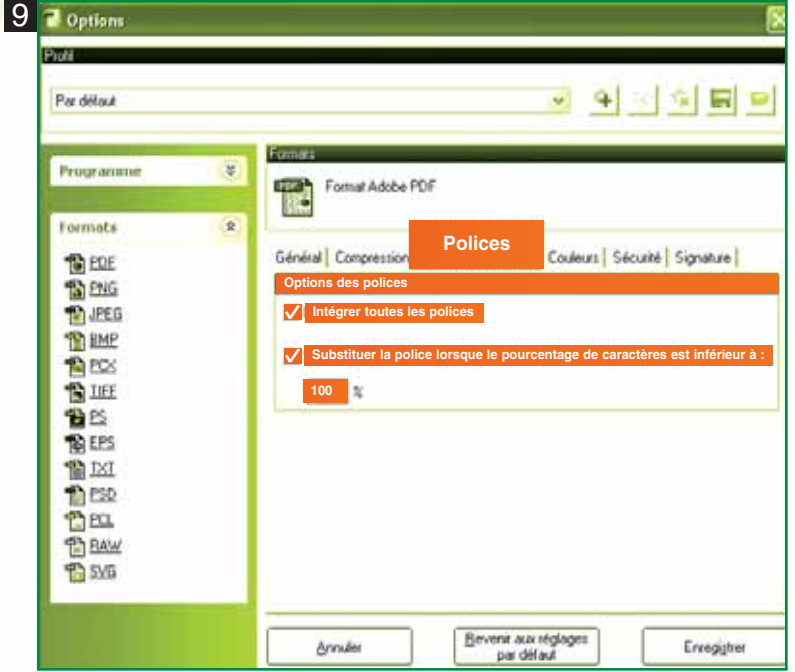 9
Options
Profil
Par défaut
Formats
Programme
Format Adobe PDF
Formats
Polices
Général Compression Couleurs Sécurité Signature
Options des polices
PDF
PNG
Intégrer toutes les polices
JPEG
BMP
Substituer la police lorsque le pourcentage de caractères est inférieur à :
PCX
TIFF
100 %
PS
EPS
TXT
PSD
PCL
RAW
SVG
Annuler
Revenir aux réglages
par défaut
Enregistrer